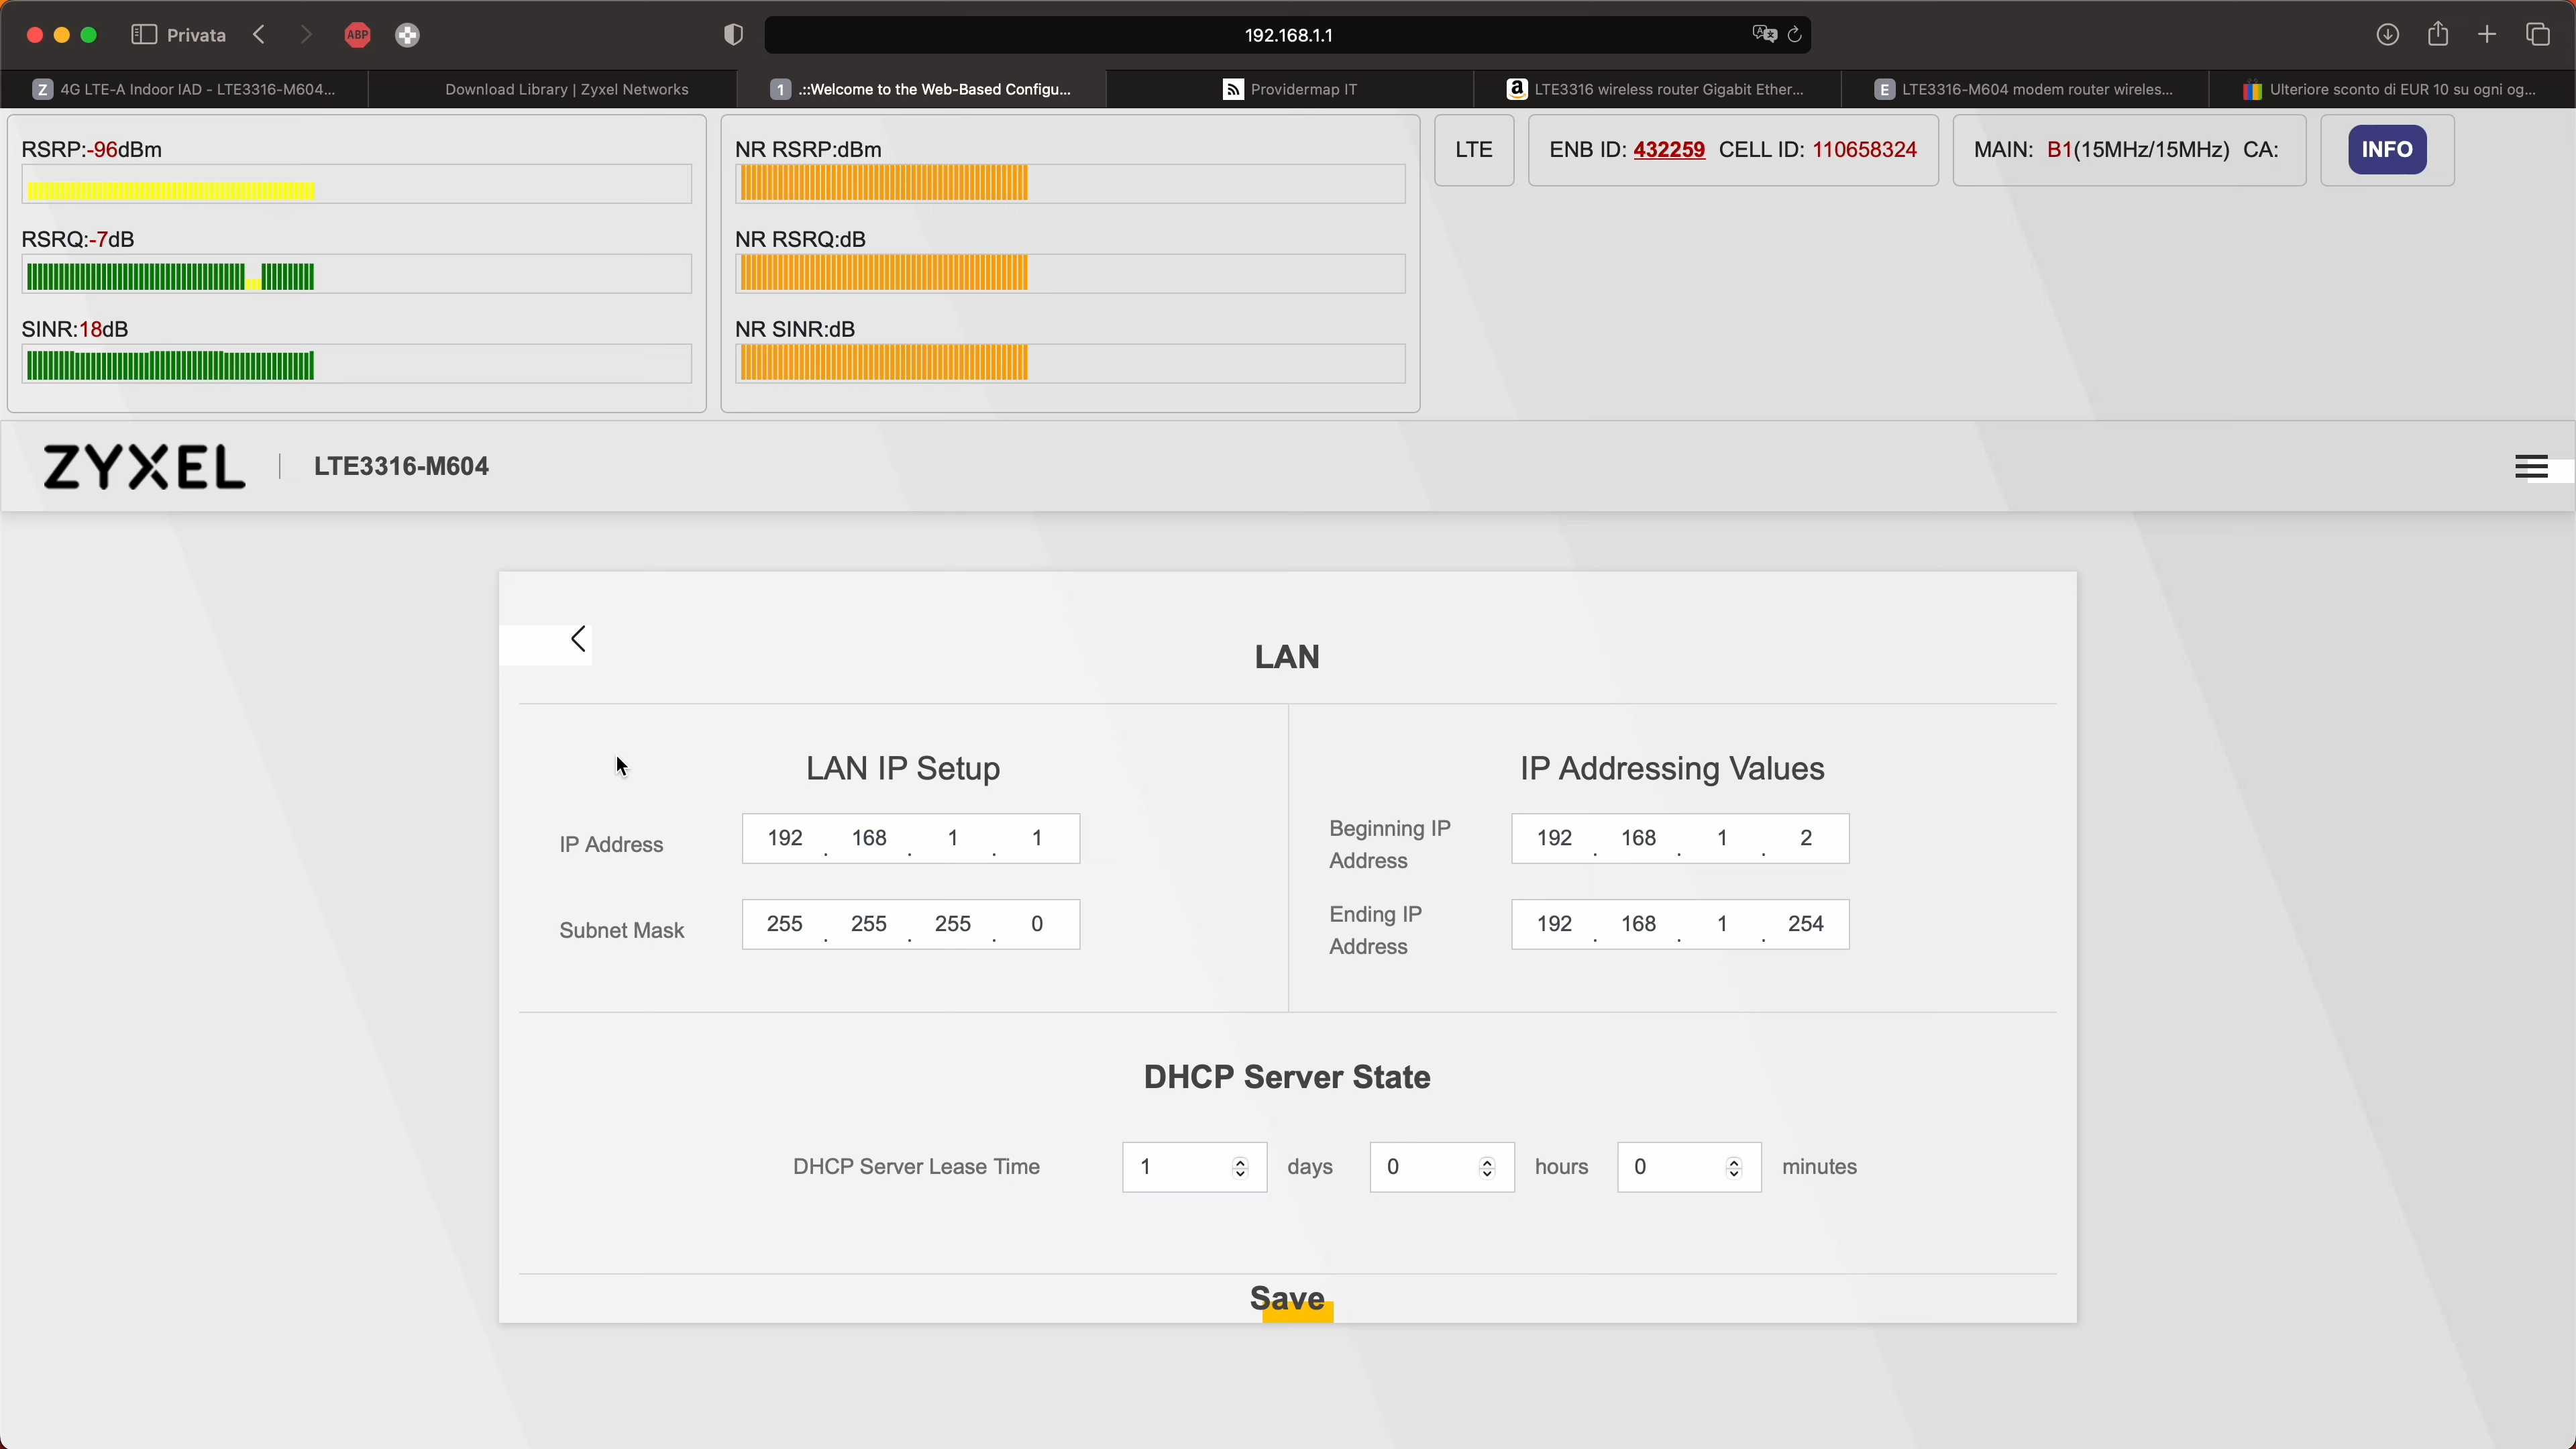 Privata
ABP
192.168.1.1
Z 4G LTE-A Indoor IAD - LTE3316-M604...
Download Library | Zyxel Networks
1 .::Welcome to the Web-Based Configu...
Providermap IT
a LTE3316 wireless router Gigabit Ether...
E LTE3316-M604 modem router wireles...
Ulteriore sconto di EUR 10 su ogni og...
RSRP:-96dBm
RSRQ:-7dB
SINR:18dB
NR RSRP:dBm
NR RSRQ:dB
NR SINR:dB
LTE
ENB ID: 432259 CELL ID: 110658324
MAIN: B1(15MHz/15MHz) CA:
INFO
ZYXEL | LTE3316-M604
LAN
LAN IP Setup
IP Address 192 . 168 . 1 . 1
Subnet Mask 255 . 255 . 255 . 0
IP Addressing Values
Beginning IP
Address
192 . 168 . 1 . 2
Ending IP
Address
192 . 168 . 1 . 254
DHCP Server State
DHCP Server Lease Time 1 days 0 hours 0 minutes
Save